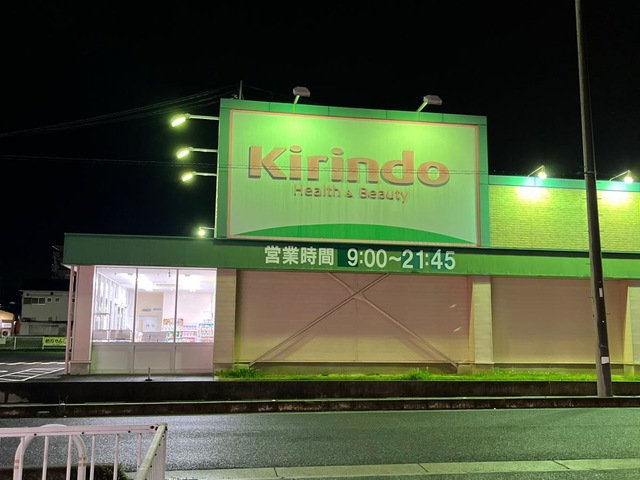 Kirindo
Health & Beauty
営業時間 9:00~21:45